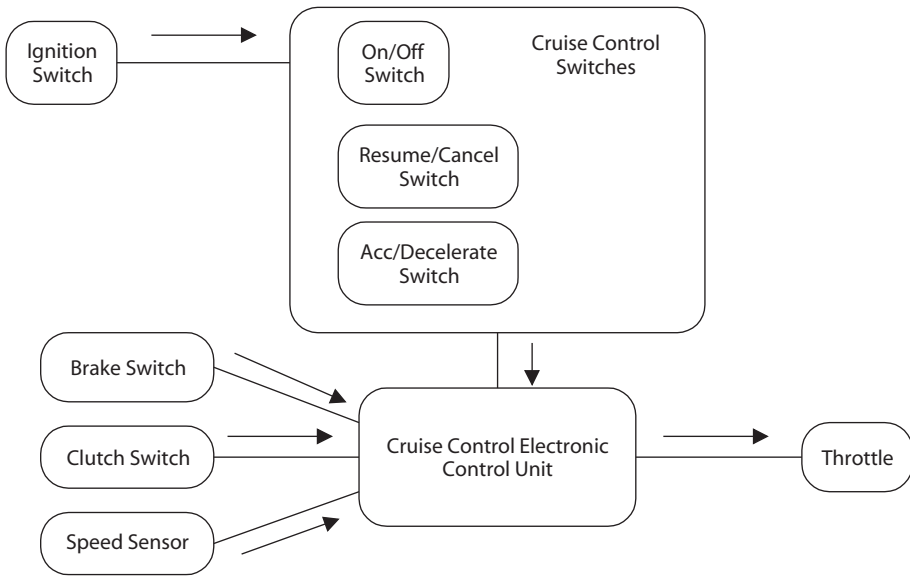 Ignition
Switch
On/Off
Switch
Cruise Control
Switches
Resume/Cancel
Switch
Acc/Decelerate
Switch
Brake Switch
Clutch Switch
Speed Sensor
Cruise Control Electronic
Control Unit
Throttle